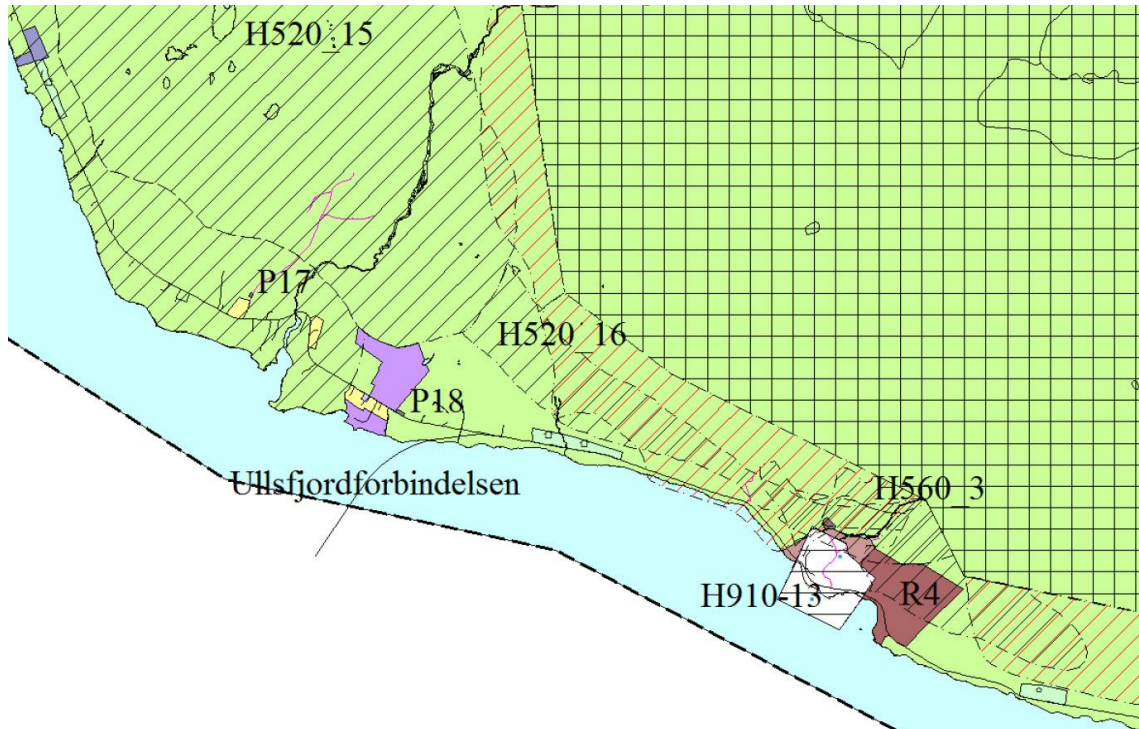 H520_15
P17
H520_16
P18
Ullsfjordforbindelsen
H560_3
H910-13
R4